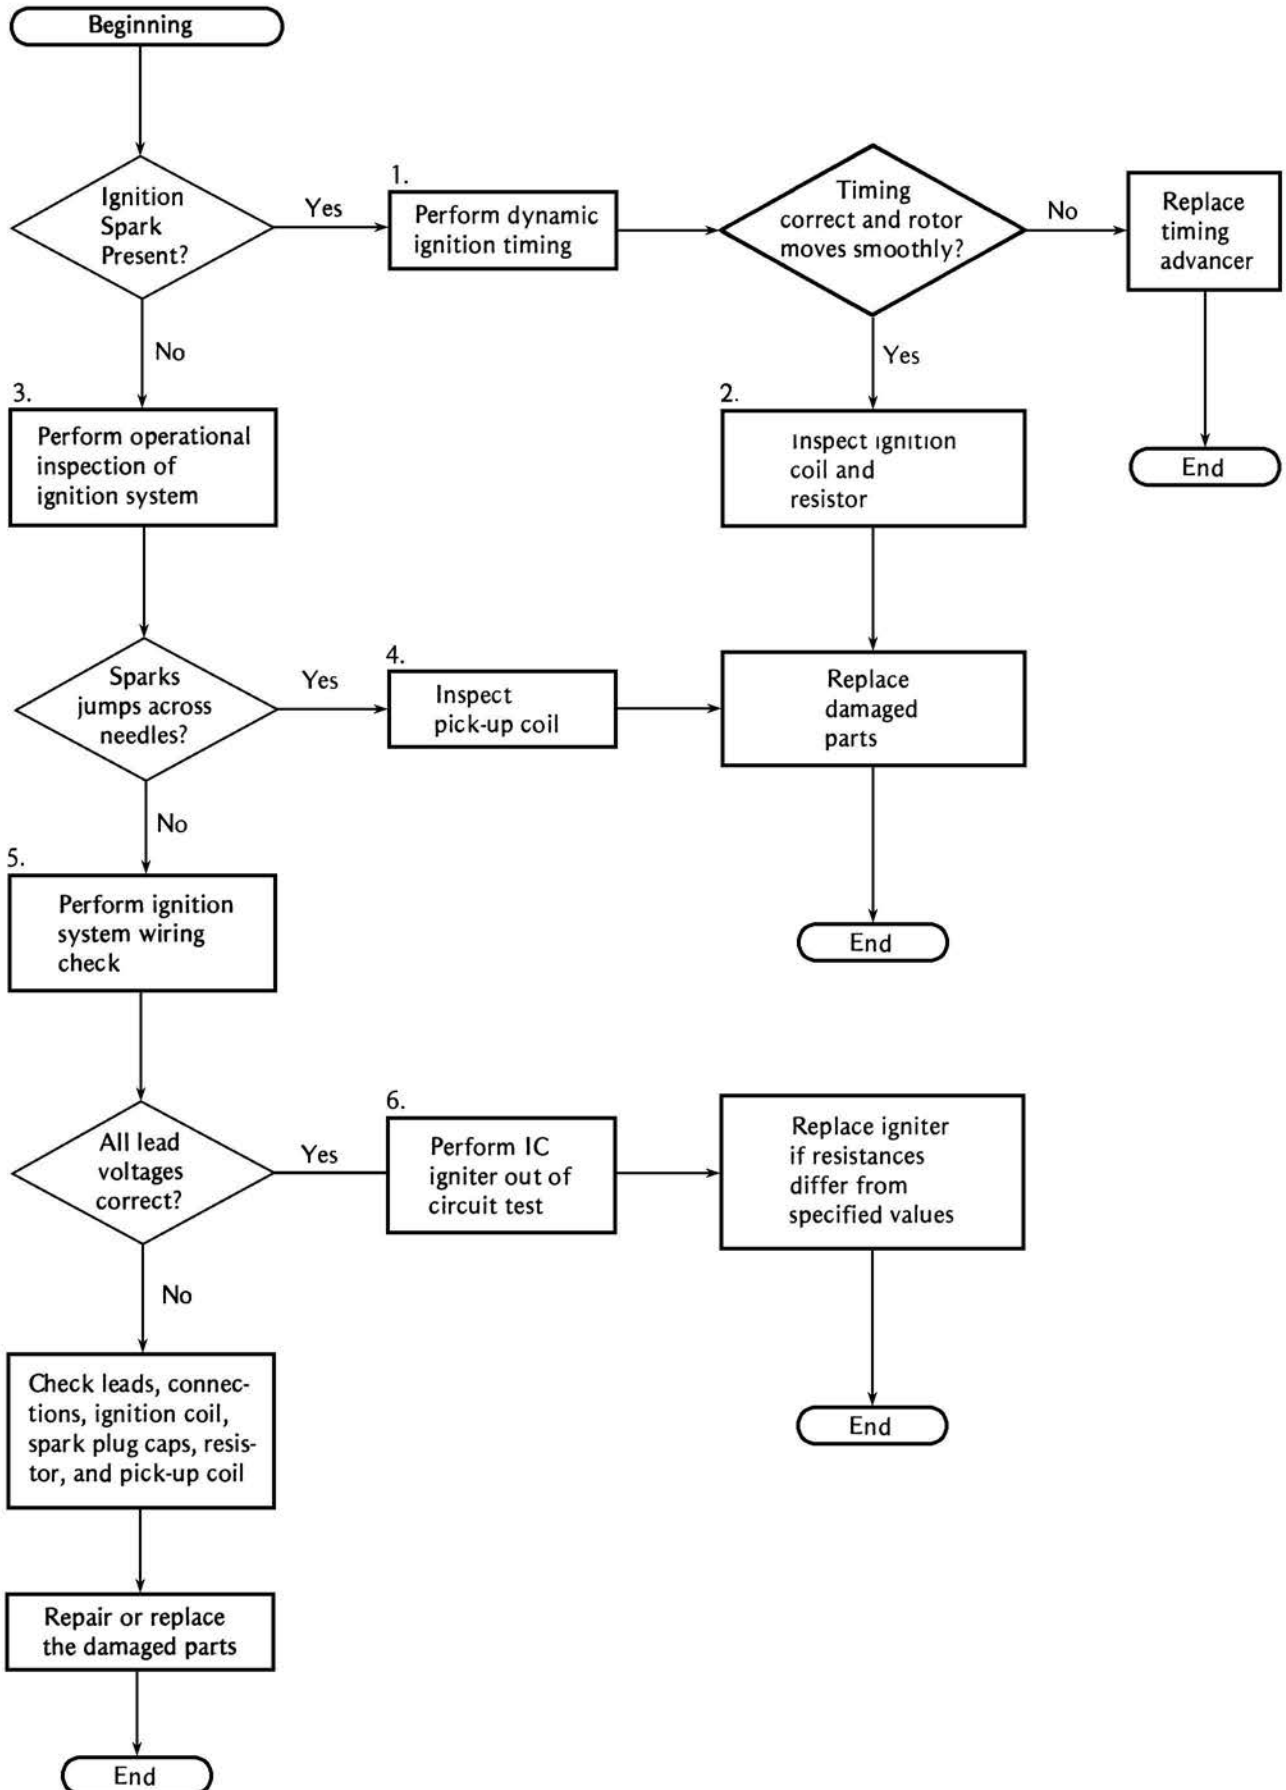 Beginning
Ignition
Spark
Present?
Yes
1.
Perform dynamic
ignition timing
Timing
correct and rotor
moves smoothly?
No
Replace
timing
advancer
End
Yes
2.
Inspect ignition
coil and
resistor
No
3.
Perform operational
inspection of
ignition system
Sparks
jumps across
needles?
Yes
4.
Inspect
pick-up coil
Replace
damaged
parts
End
No
5.
Perform ignition
system wiring
check
All lead
voltages
correct?
Yes
6.
Perform IC
igniter out of
circuit test
Replace igniter
if resistances
differ from
specified values
End
No
Check leads, connec-
tions, ignition coil,
spark plug caps, resis-
tor, and pick-up coil
Repair or replace
the damaged parts
End